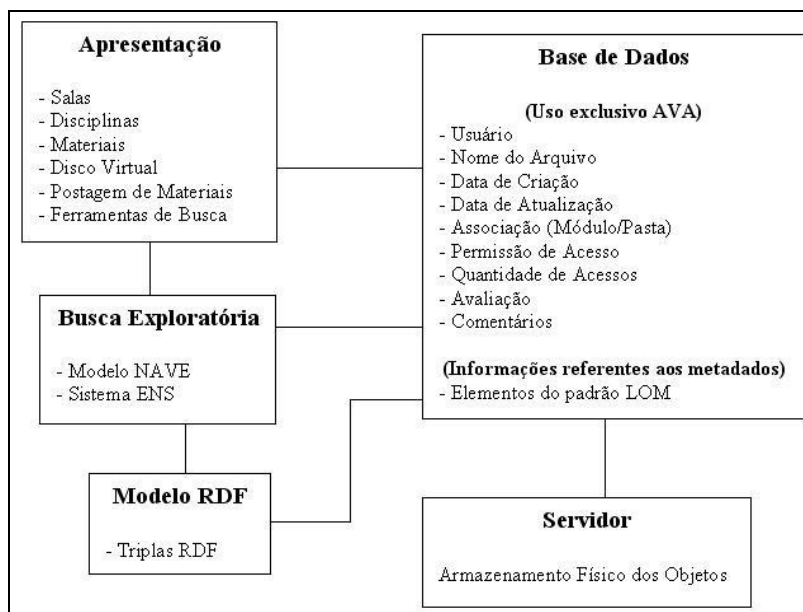 Apresentação
- Salas
- Disciplinas
- Materiais
- Disco Virtual
- Postagem de Materiais
- Ferramentas de Busca
Busca Exploratória
- Modelo NAVE
- Sistema ENS
Modelo RDF
- Triplas RDF
Base de Dados
(Uso exclusivo AVA)
- Usuário
- Nome do Arquivo
- Data de Criação
- Data de Atualização
- Associação (Módulo/Pasta)
- Permissão de Acesso
- Quantidade de Acessos
- Avaliação
- Comentários
(Informações referentes aos metadados)
- Elementos do padrão LOM
Servidor
Armazenamento Físico dos Objetos